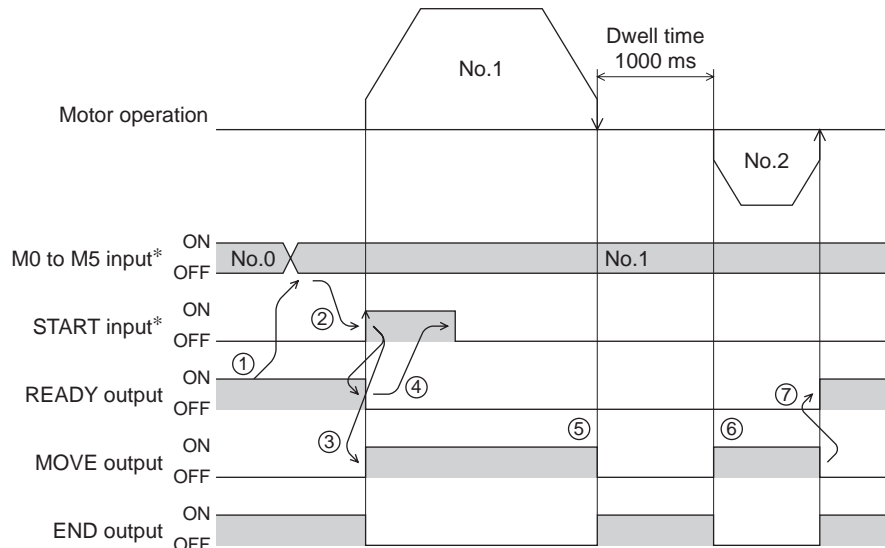 Dwell time
1000 ms
No.1
Motor operation
No.2
M0 to M5 input* ON OFF No.0 No.1
START input* ON OFF ②
①
READY output ON OFF ④ ⑦
MOVE output ON OFF ③ ⑤ ⑥
END output ON OFF